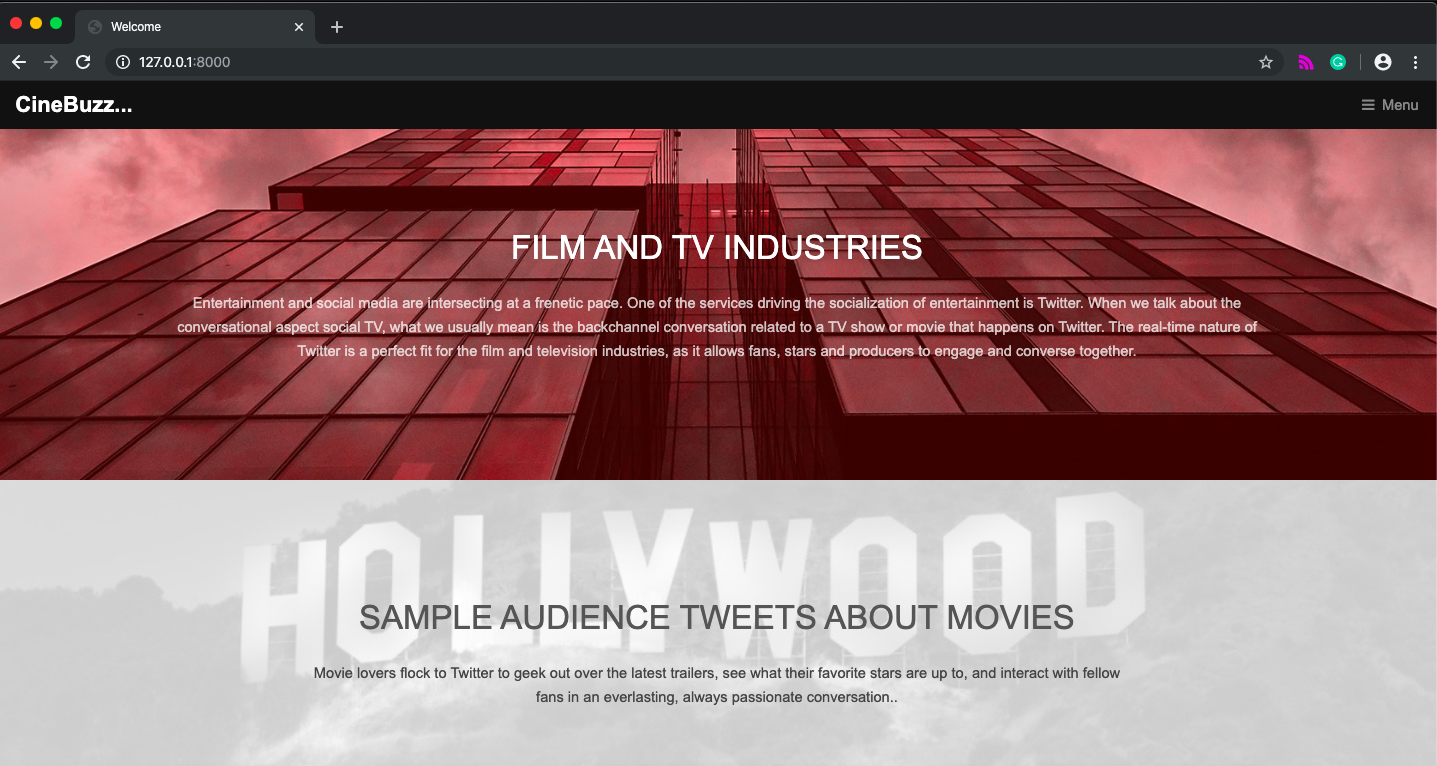 Welcome
127.0.0.1:8000
CineBuzz...
Menu
FILM AND TV INDUSTRIES
Entertainment and social media are intersecting at a frenetic pace. One of the services driving the socialization of entertainment is Twitter. When we talk about the
conversational aspect social TV, what we usually mean is the backchannel conversation related to a TV show or movie that happens on Twitter. The real-time nature of
Twitter is a perfect fit for the film and television industries, as it allows fans, stars and producers to engage and converse together.
HOLLYWOOD
SAMPLE AUDIENCE TWEETS ABOUT MOVIES
Movie lovers flock to Twitter to geek out over the latest trailers, see what their favorite stars are up to, and interact with fellow
fans in an everlasting, always passionate conversation..